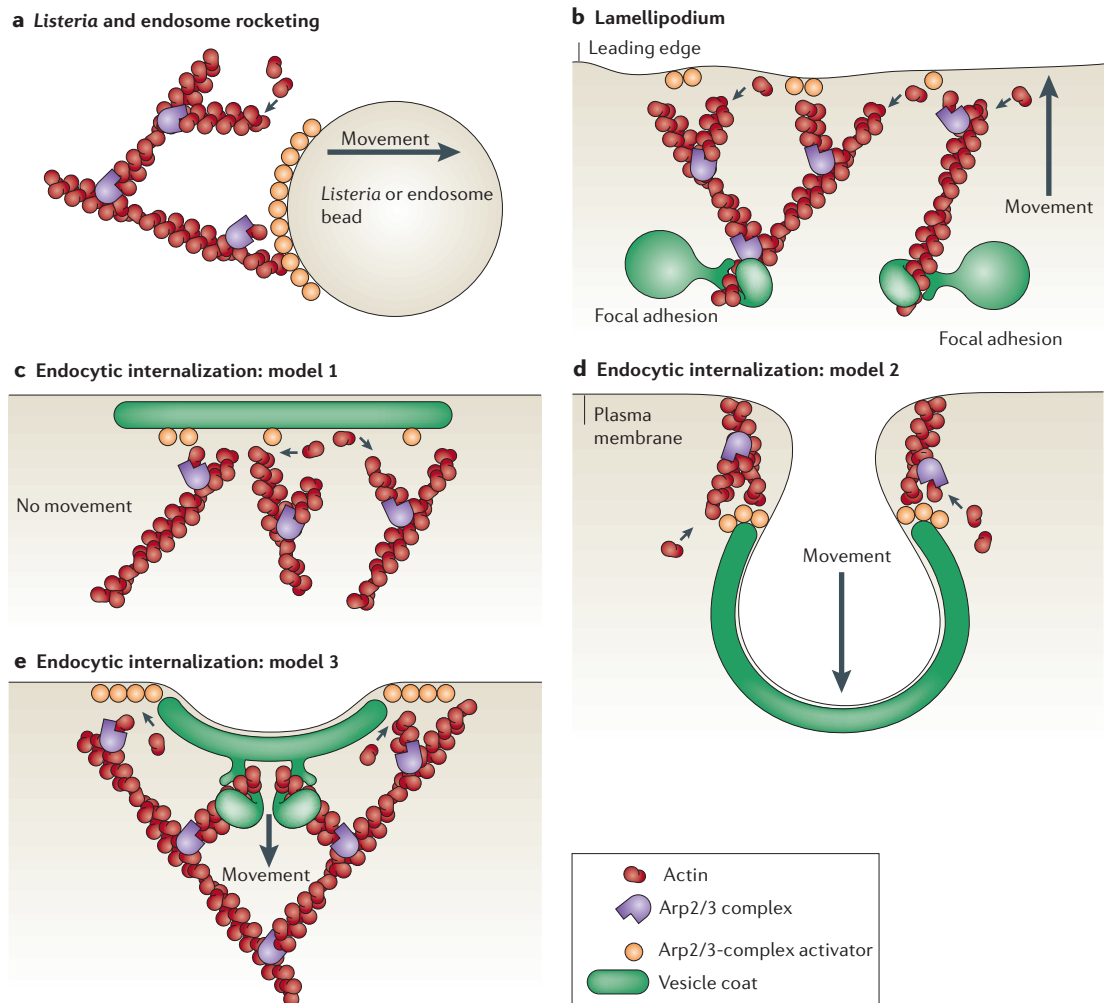 a Listeria and endosome rocketing
Movement
Listeria or endosome
bead
b Lamellipodium
Leading edge
Movement
Focal adhesion
Focal adhesion
c Endocytic internalization: model 1
No movement
d Endocytic internalization: model 2
Plasma
membrane
Movement
e Endocytic internalization: model 3
Movement
Actin
Arp2/3 complex
Arp2/3-complex activator
Vesicle coat